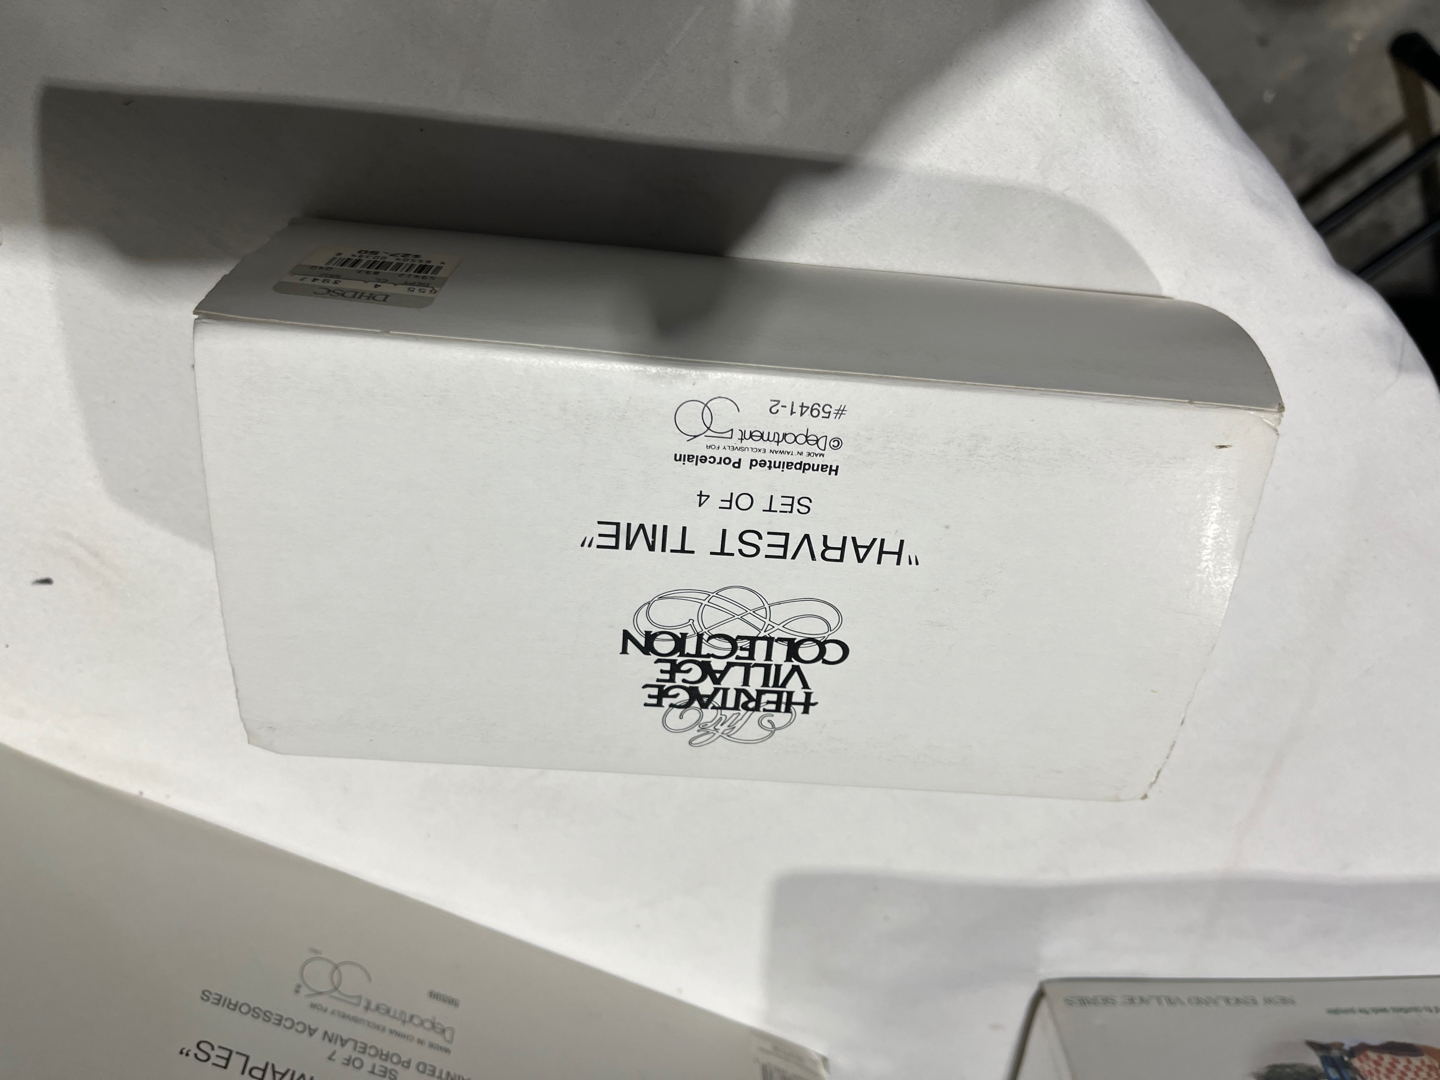 The
HERITAGE
VILLAGE
COLLECTION
"HARVEST TIME"
SET OF 4
Handpainted Porcelain
MADE IN TAIWAN EXCLUSIVELY FOR
©Department 56
#5941-2
DHDSC
MAPLES"
SET OF 7
PORCELAIN ACCESSORIES
MADE IN CHINA EXCLUSIVELY FOR
Department 56
NEW ENGLAND VILLAGE SERIES